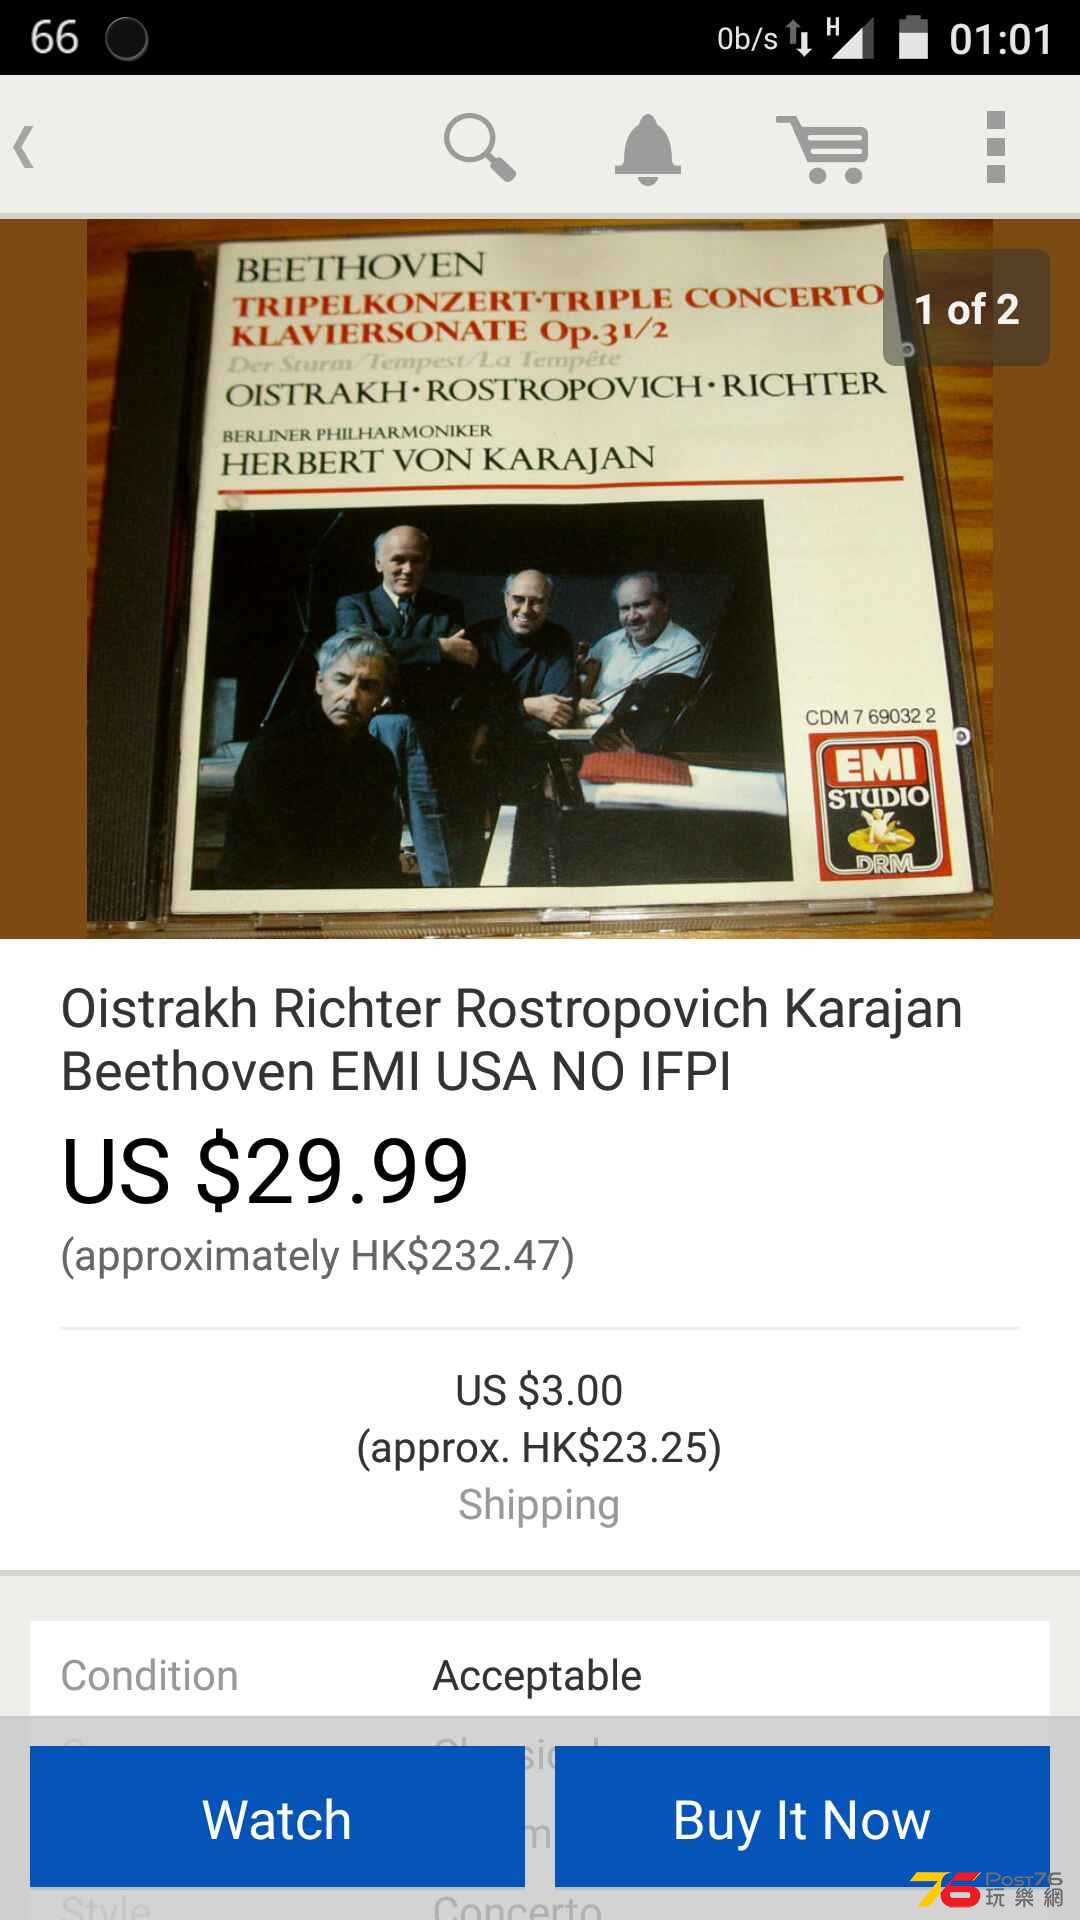 66
0b/s
H
01:01
1 of 2
BEETHOVEN
TRIPELKONZERT·TRIPLE CONCERTO
KLAVIERSONATE Op.31/2
Der Sturm/Tempest/La Tempête
OISTRAKH·ROSTROPOVICH·RICHTER
BERLINER PHILHARMONIKER
HERBERT VON KARAJAN
CDM 7 69032 2
EMI
STUDIO
DRM
Oistrakh Richter Rostropovich Karajan
Beethoven EMI USA NO IFPI
US $29.99
(approximately HK$232.47)
US $3.00
(approx. HK$23.25)
Shipping
Condition Acceptable
Classical
Watch Buy It Now
Style Concerto
76 POST76
玩樂網